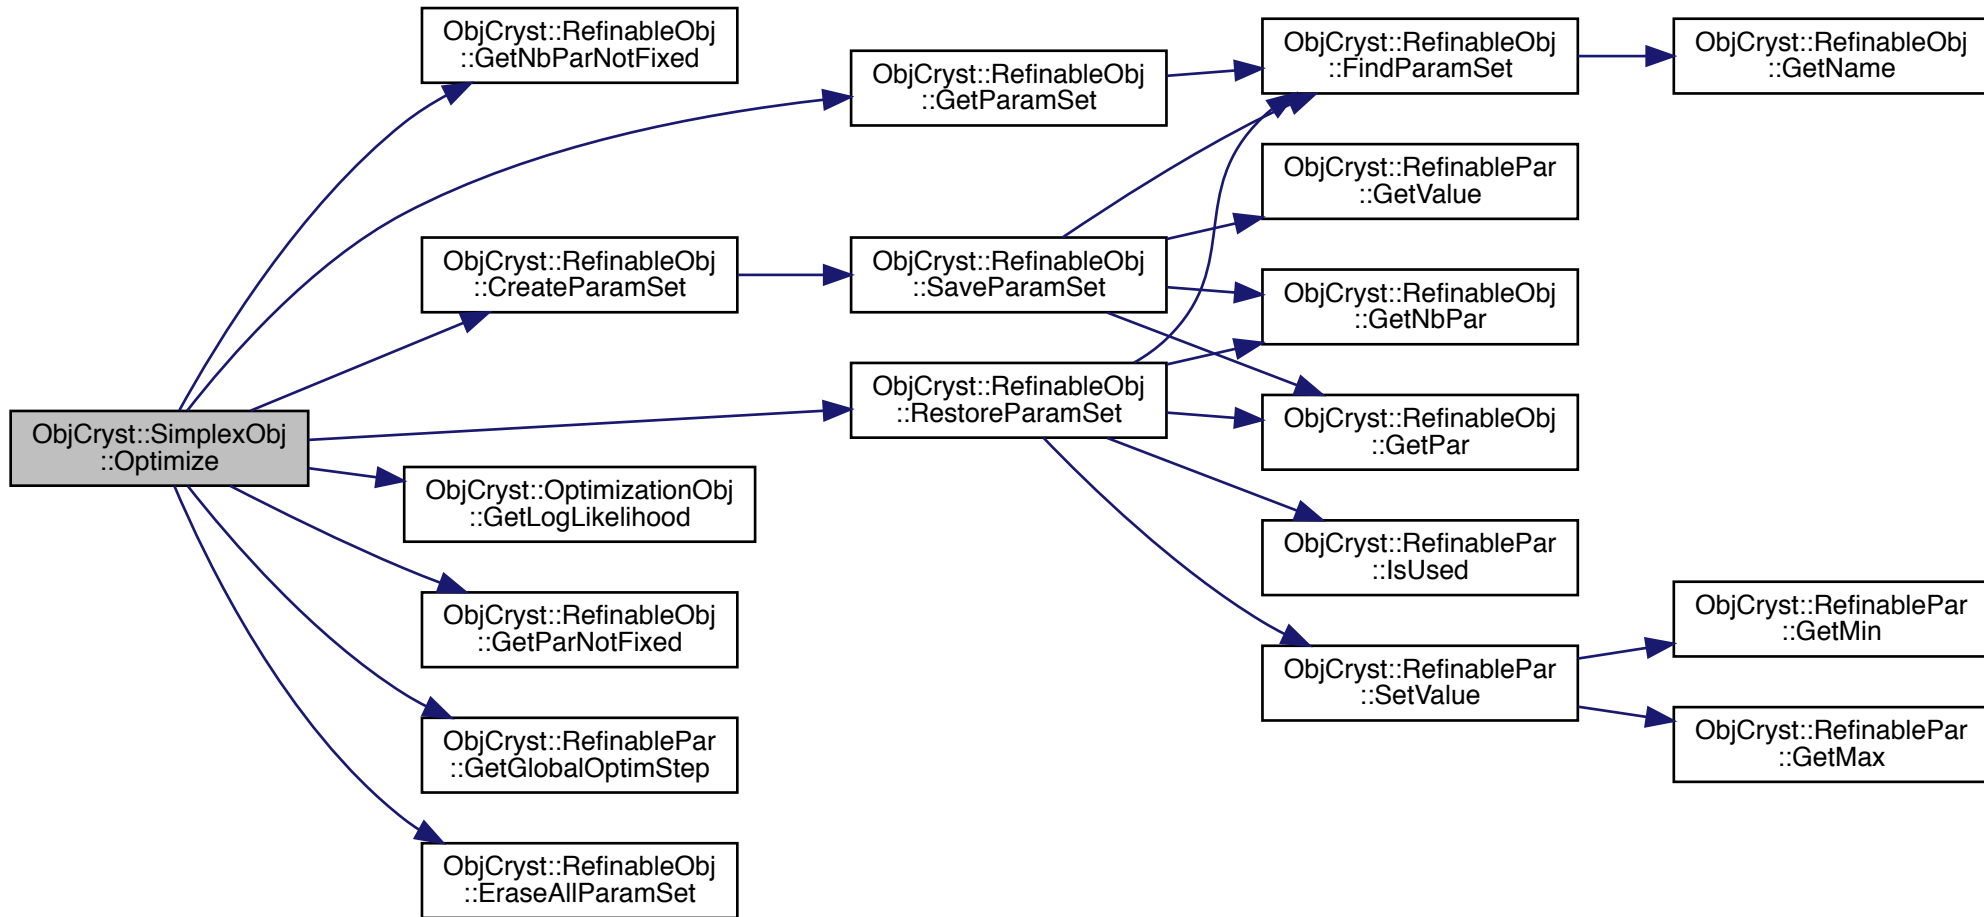 ObjCryst::SimplexObj
::Optimize
ObjCryst::RefinableObj
::GetNbParNotFixed
ObjCryst::RefinableObj
::CreateParamSet
ObjCryst::OptimizationObj
::GetLogLikelihood
ObjCryst::RefinableObj
::GetParNotFixed
ObjCryst::RefinablePar
::GetGlobalOptimStep
ObjCryst::RefinableObj
::EraseAllParamSet
ObjCryst::RefinableObj
::GetParamSet
ObjCryst::RefinableObj
::SaveParamSet
ObjCryst::RefinableObj
::RestoreParamSet
ObjCryst::RefinableObj
::FindParamSet
ObjCryst::RefinablePar
::GetValue
ObjCryst::RefinableObj
::GetNbPar
ObjCryst::RefinableObj
::GetPar
ObjCryst::RefinablePar
::IsUsed
ObjCryst::RefinablePar
::SetValue
ObjCryst::RefinableObj
::GetName
ObjCryst::RefinablePar
::GetMin
ObjCryst::RefinablePar
::GetMax